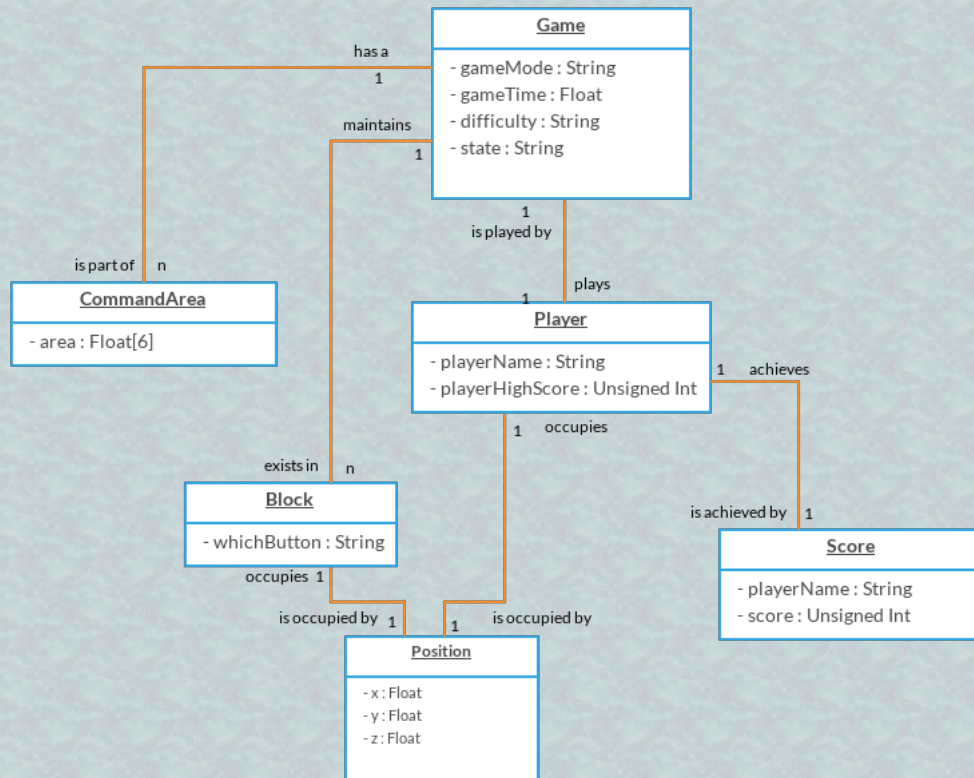 Game
- gameMode : String
- gameTime : Float
- difficulty : String
- state : String
has a
1
maintains
1
1
is played by
is part of n
CommandArea
- area : Float[6]
plays
1
Player
- playerName : String
- playerHighScore : Unsigned Int
1 achieves
1 occupies
exists in n
Block
- whichButton : String
occupies 1
is achieved by 1
Score
- playerName : String
- score : Unsigned Int
is occupied by 1
1 is occupied by
Position
- x : Float
- y : Float
- z : Float